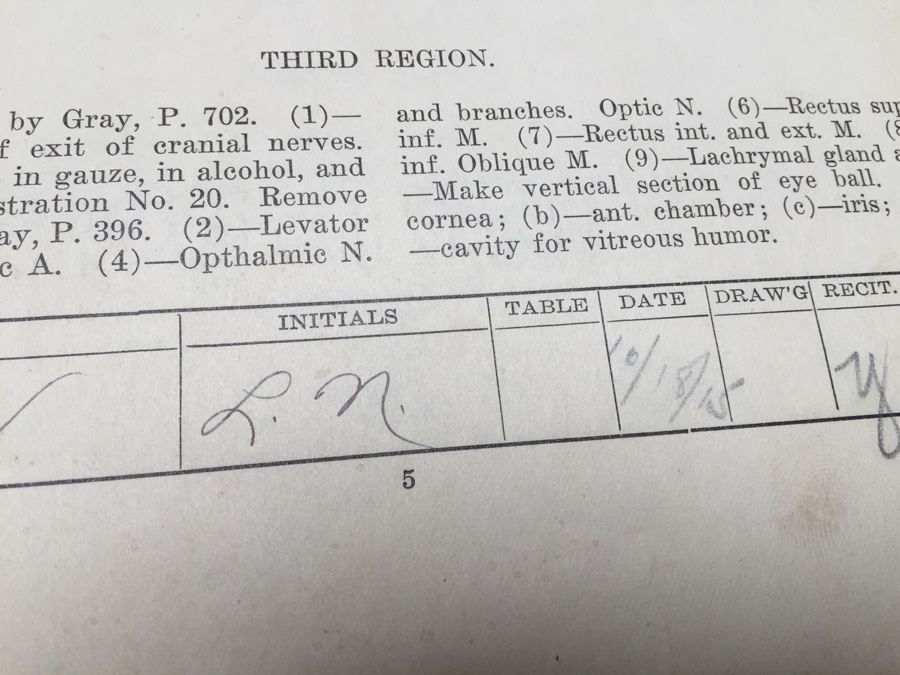 THIRD REGION.
by Gray, P. 702. (1)—
f exit of cranial nerves.
in gauze, in alcohol, and
stration No. 20. Remove
ay, P. 396. (2)—Levator
c A. (4)—Opthalmic N.
and branches. Optic N. (6)—Rectus sup
inf. M. (7)—Rectus int. and ext. M. (8
inf. Oblique M. (9)—Lachrymal gland a
—Make vertical section of eye ball.
cornea; (b)—ant. chamber; (c)—iris;
—cavity for vitreous humor.
INITIALS TABLE DATE DRAW'G RECIT.
L. N. 10/18/15
5